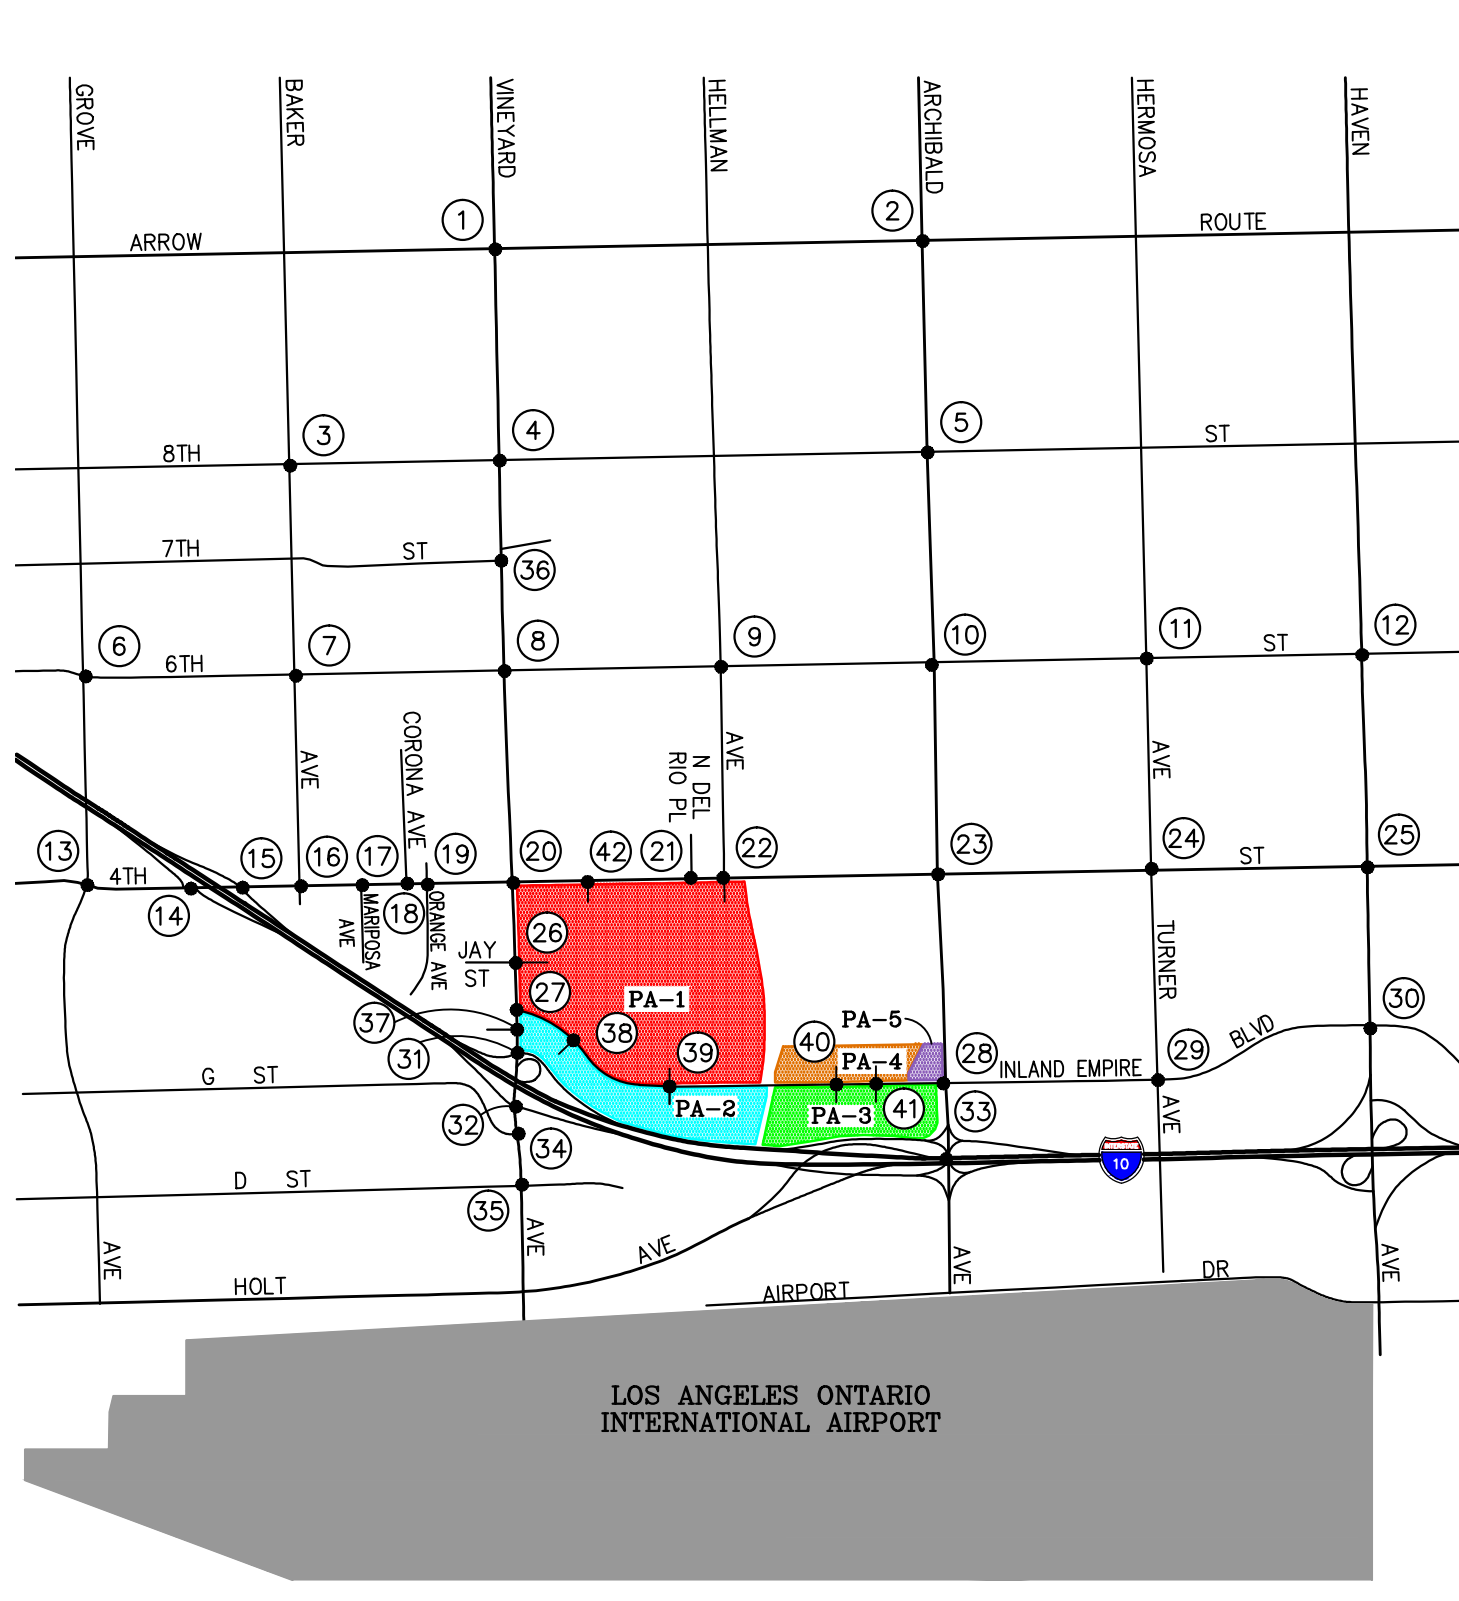 GROVE
BAKER
VINEYARD
HELLMAN
ARCHIBALD
HERMOSA
HAVEN
1
2
ARROW
ROUTE
3
4
5
8TH
ST
7TH
ST
36
6
7
8
9
10
11
12
6TH
ST
CORONA AVE
AVE
N DEL
RIO PL
AVE
AVE
13
15
16
17
19
20
42
21
22
23
24
25
4TH
ST
14
18
MARIPOSA
AVE
ORANGE AVE
26
JAY
ST
TURNER
27
PA-1
30
37
38
PA-5
40
39
31
PA-4
28
INLAND EMPIRE
29
BLVD
G ST
PA-2
PA-3
41
33
AVE
32
34
INTERSTATE
10
D ST
35
AVE
AVE
AVE
AVE
AVE
HOLT
AIRPORT
DR
LOS ANGELES ONTARIO
INTERNATIONAL AIRPORT